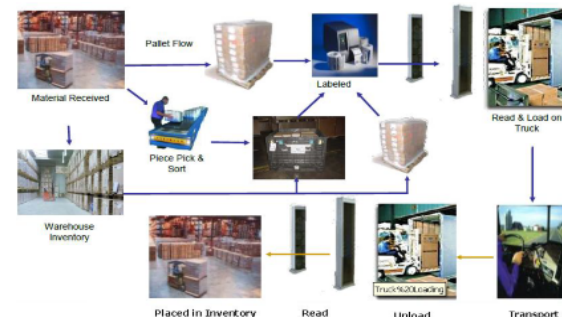 Pallet Flow
Material Received
Labeled
Read & Load on
Truck
Piece Pick &
Sort
Warehouse
Inventory
Truck%20Loading
Placed in Inventory
Read
Upload
Transport